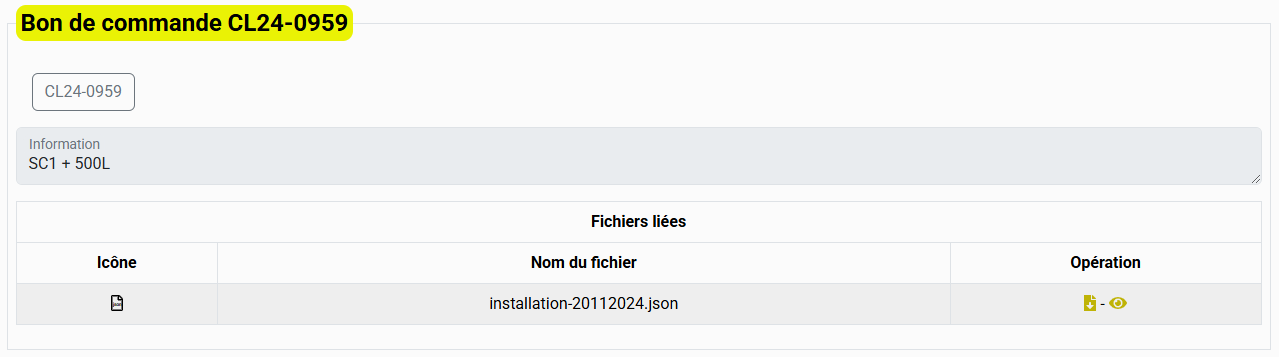 Bon de commande CL24-0959
CL24-0959
Information
SC1 + 500L
Fichiers liées
Icône Nom du fichier Opération
installation-20112024.json -